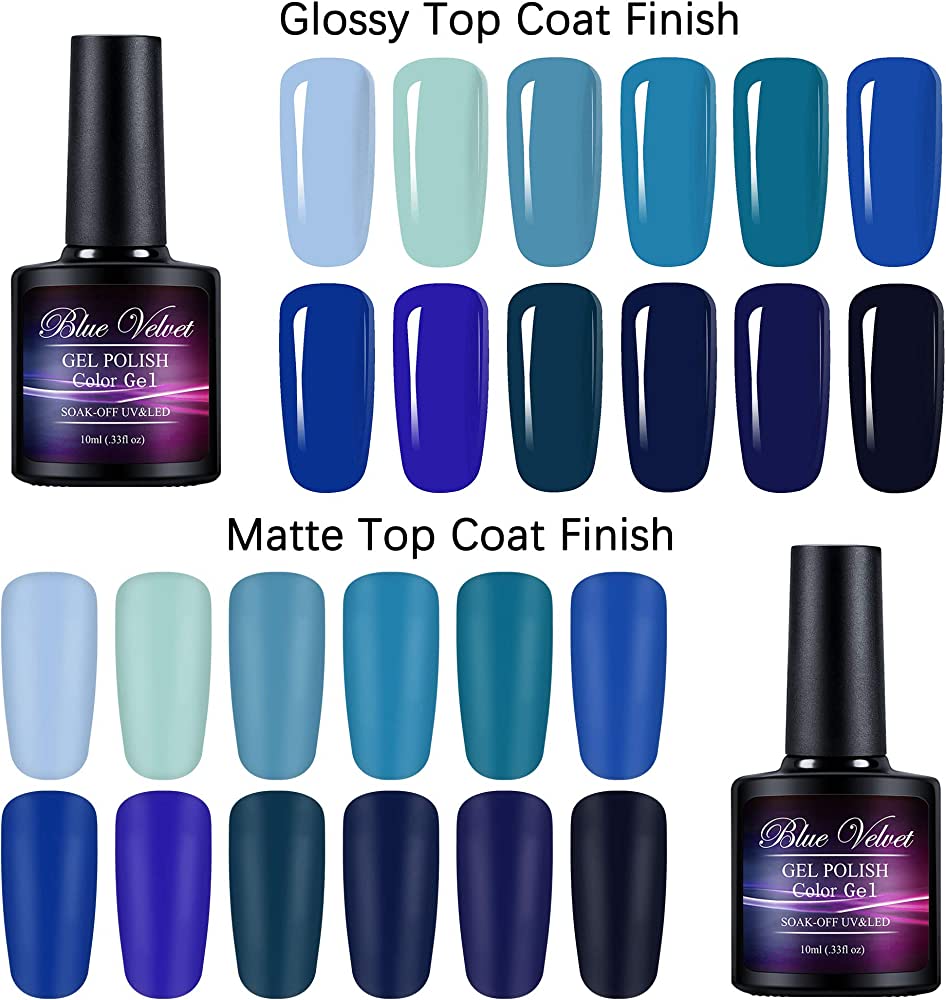 Glossy Top Coat Finish
Blue Velvet
GEL POLISH
Color Gel
SOAK-OFF UV&LED
10ml (.33fl oz)
Matte Top Coat Finish
Blue Velvet
GEL POLISH
Color Gel
SOAK-OFF UV&LED
10ml (.33fl oz)